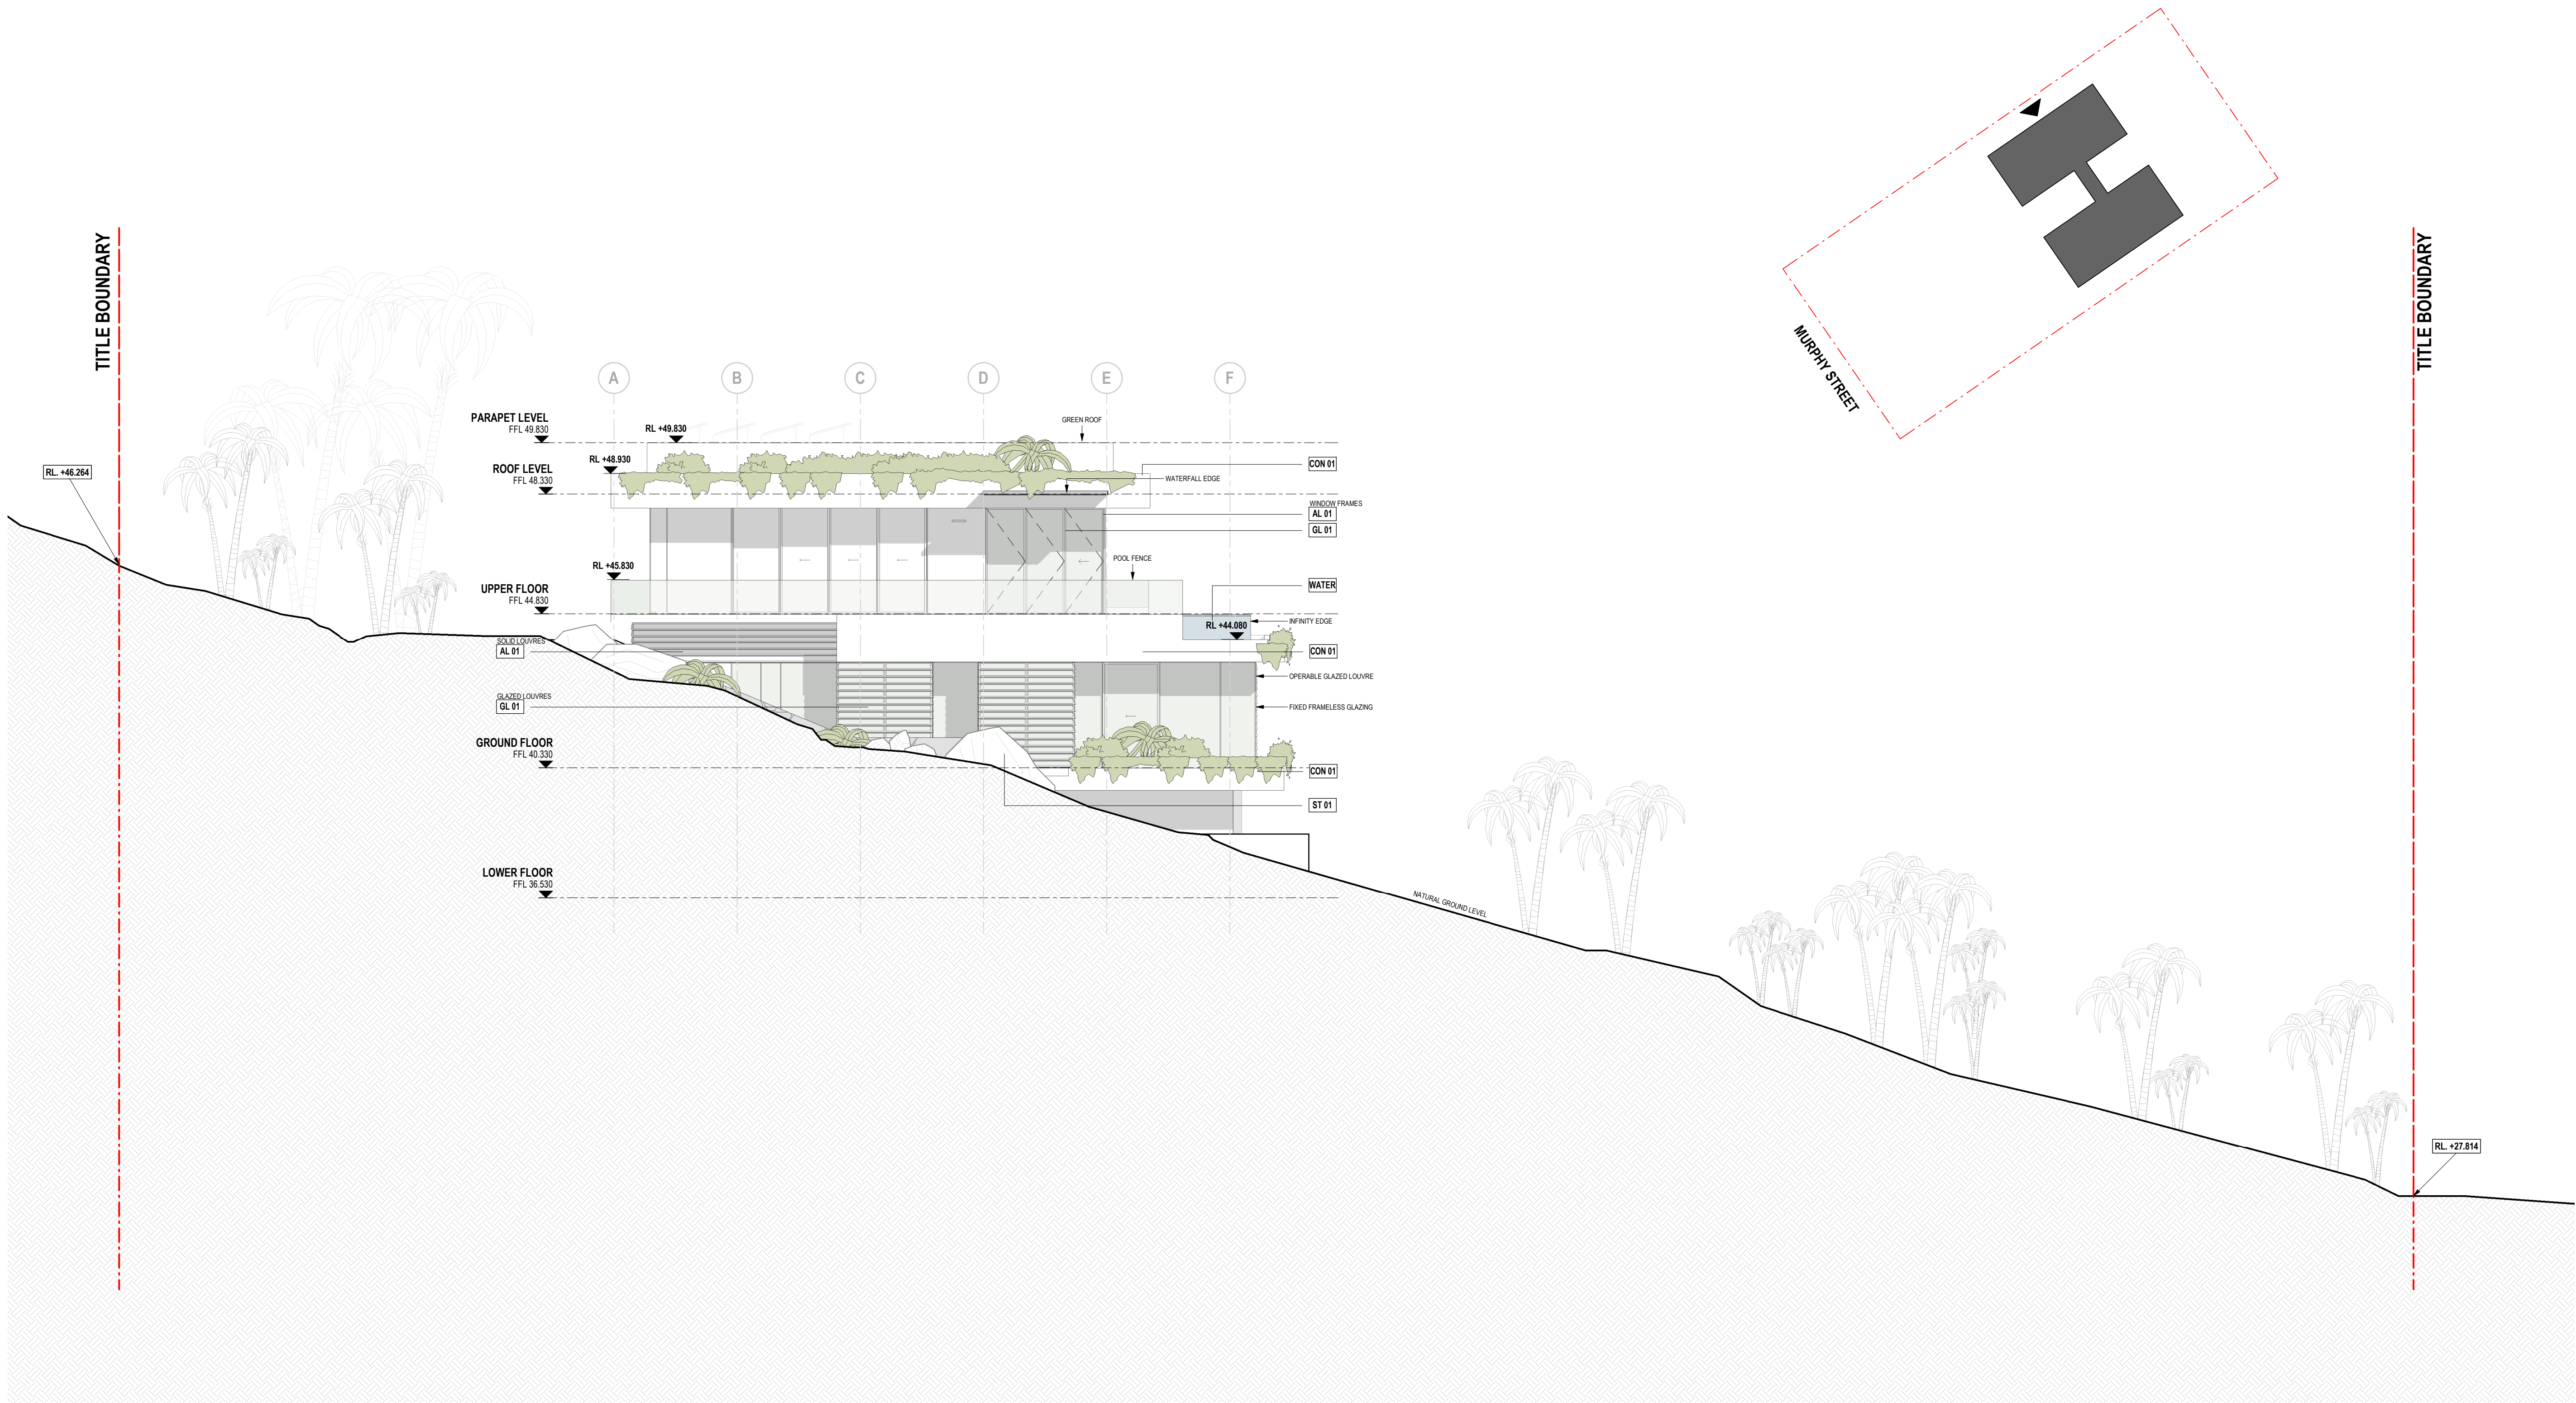 TITLE BOUNDARY
TITLE BOUNDARY
MURPHY STREET
A
B
C
D
E
F
PARAPET LEVEL
FFL 49.830
RL +49.830
GREEN ROOF
RL. +46.264
ROOF LEVEL
FFL 48.330
RL +48.930
CON 01
WATERFALL EDGE
WINDOW FRAMES
AL 01
GL 01
POOL FENCE
RL +45.830
UPPER FLOOR
FFL 44.830
WATER
INFINITY EDGE
RL +44.080
SOLID LOUVRES
AL 01
CON 01
OPERABLE GLAZED LOUVRE
GLAZED LOUVRES
GL 01
FIXED FRAMELESS GLAZING
GROUND FLOOR
FFL 40.330
CON 01
ST 01
LOWER FLOOR
FFL 36.530
NATURAL GROUND LEVEL
RL. +27.814